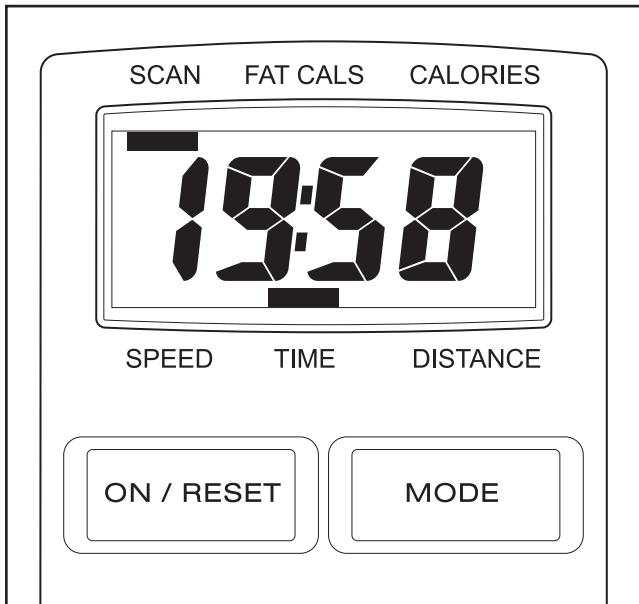 SCAN FAT CALS CALORIES
19:58
SPEED TIME DISTANCE
ON / RESET MODE